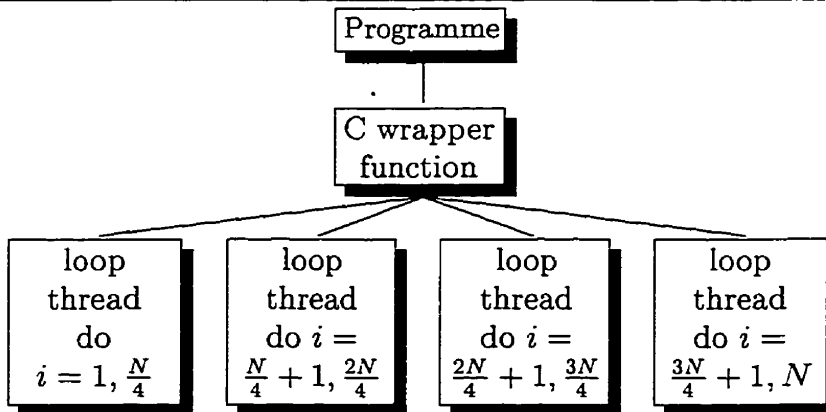 Programme
C wrapper
function
loop
thread
do
i = 1, N/4
loop
thread
do i =
N/4 + 1, 2N/4
loop
thread
do i =
2N/4 + 1, 3N/4
loop
thread
do i =
3N/4 + 1, N